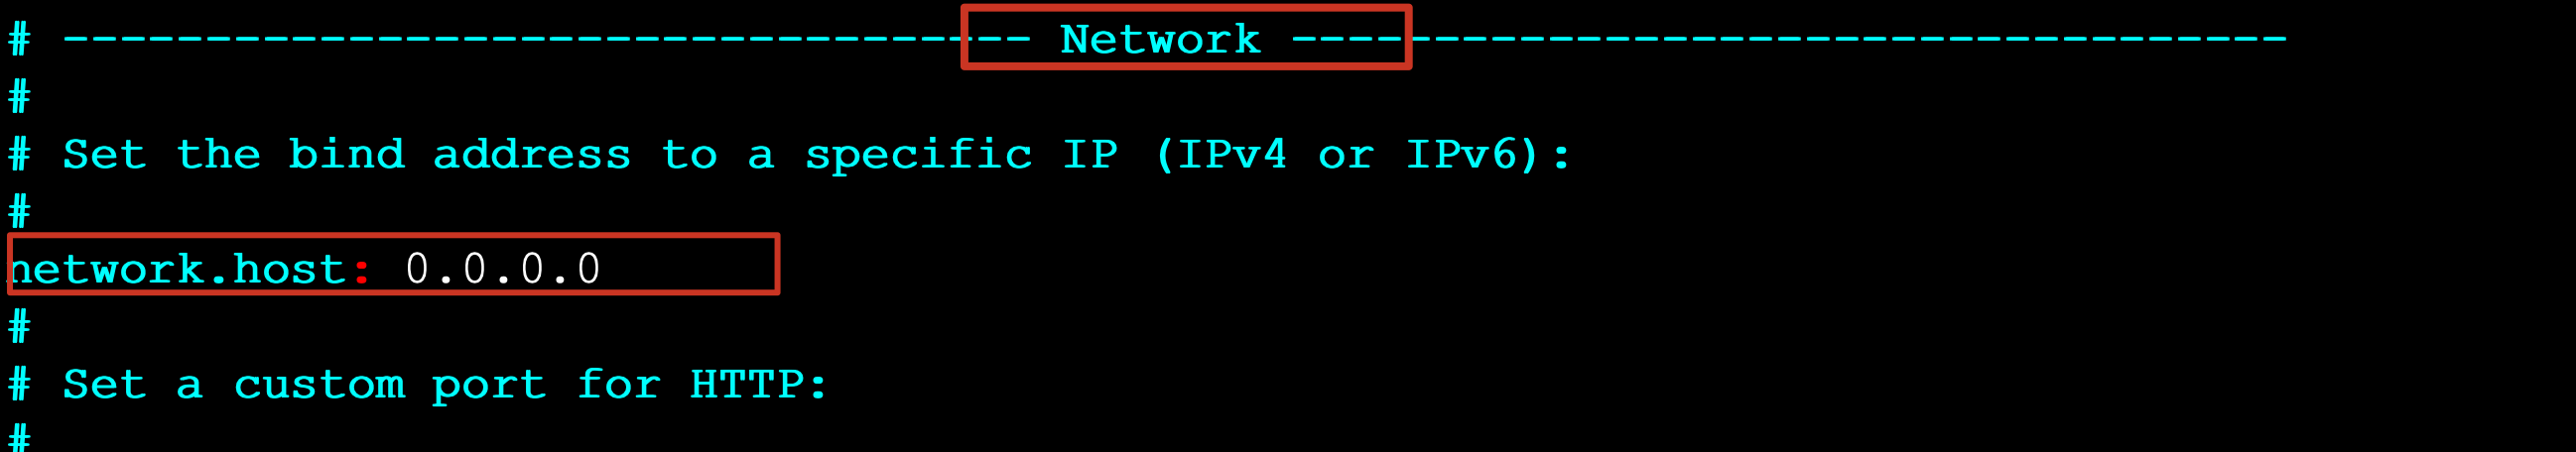 # ---------------------------------- Network -----------------------------------
#
# Set the bind address to a specific IP (IPv4 or IPv6):
#
network.host: 0.0.0.0
#
# Set a custom port for HTTP:
#